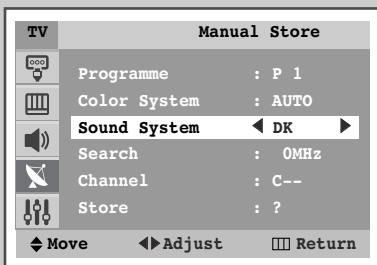 TV Manual Store
Programme : P 1
Color System : AUTO
Sound System ◀ DK ▶
Search : 0MHz
Channel : C--
Store : ?
Move Adjust Return